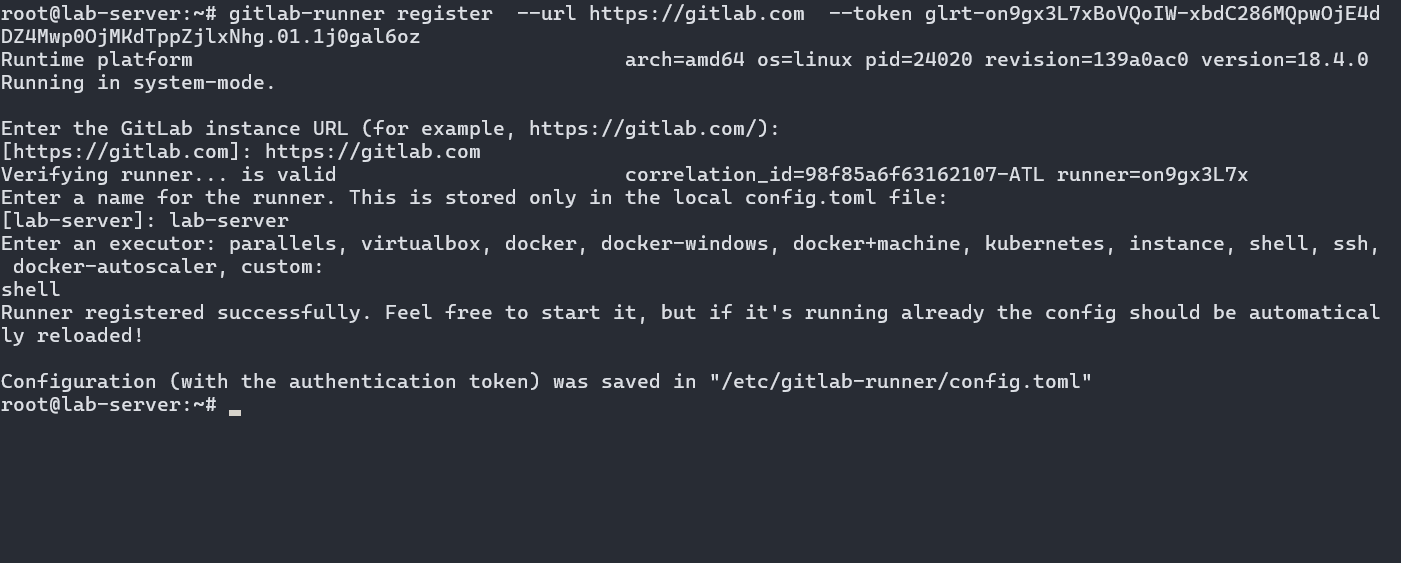 root@lab-server:~# gitlab-runner register  --url https://gitlab.com  --token glrt-on9gx3L7xBoVQoIW-xbdC286MQpwOjE4d
DZ4Mwp0OjMKdTppZjlxNhg.01.1j0gal6oz
Runtime platform                                    arch=amd64 os=linux pid=24020 revision=139a0ac0 version=18.4.0
Running in system-mode.

Enter the GitLab instance URL (for example, https://gitlab.com/):
[https://gitlab.com]: https://gitlab.com
Verifying runner... is valid                        correlation_id=98f85a6f63162107-ATL runner=on9gx3L7x
Enter a name for the runner. This is stored only in the local config.toml file:
[lab-server]: lab-server
Enter an executor: parallels, virtualbox, docker, docker-windows, docker+machine, kubernetes, instance, shell, ssh,
 docker-autoscaler, custom:
shell
Runner registered successfully. Feel free to start it, but if it's running already the config should be automatical
ly reloaded!

Configuration (with the authentication token) was saved in "/etc/gitlab-runner/config.toml"
root@lab-server:~#